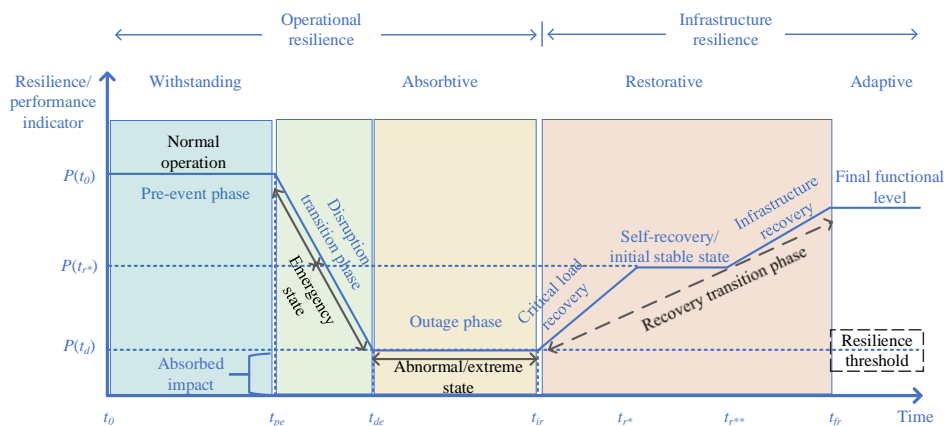 Operational
resilience
Infrastructure
resilience
Resilience/
performance
indicator
Withstanding
Absorbtive
Restorative
Adaptive
Normal
operation
P(t0)
Pre-event phase
Disruption
transition phase
Emergency
state
Final functional
level
Infrastructure
recovery
Self-recovery/
initial stable state
P(tr*)
Critical load
recovery
Recovery transition phase
Outage phase
P(td)
Absorbed
impact
Abnormal/extreme
state
Resilience
threshold
t0
tpe
tde
tir
tr*
tr**
tfr
Time